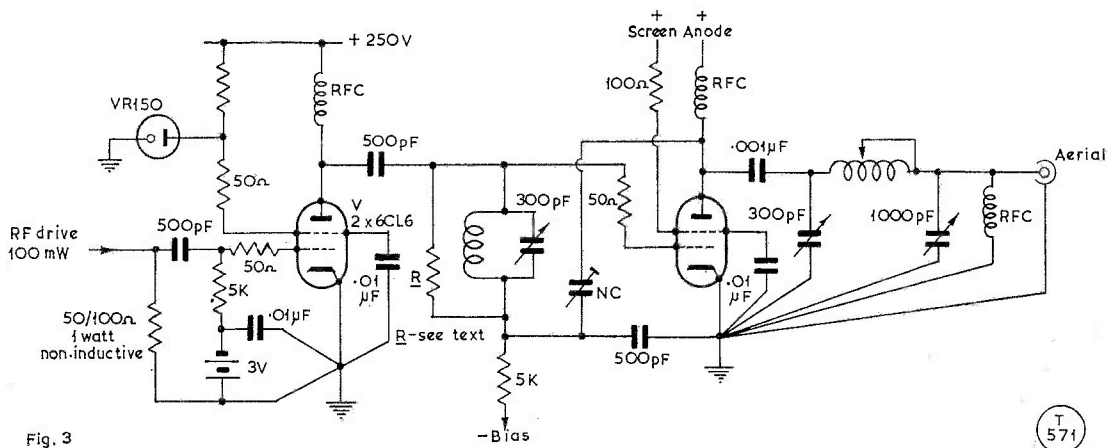 + 250V
+ +
Screen Anode
100Ω
RFC
RFC
VR150
500pF
.001μF
Aerial
50Ω
V
2 x 6CL6
300pF
50Ω
300pF
1000pF
RFC
RF drive
100mW
500pF
50Ω
.01
μF
R
NC
.01
μF
5K
.01μF
R-see text
50/100Ω
1 watt
non.inductive
3V
500pF
5K
-Bias
Fig. 3
T
571